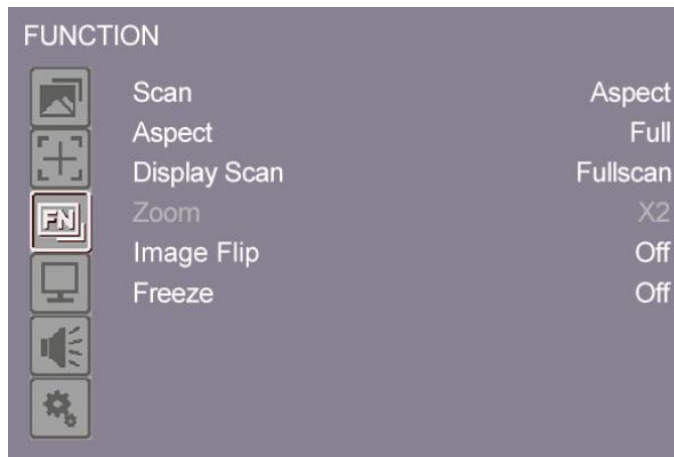 FUNCTION
Scan Aspect
Aspect Full
Display Scan Fullscan
FN
Zoom X2
Image Flip Off
Freeze Off